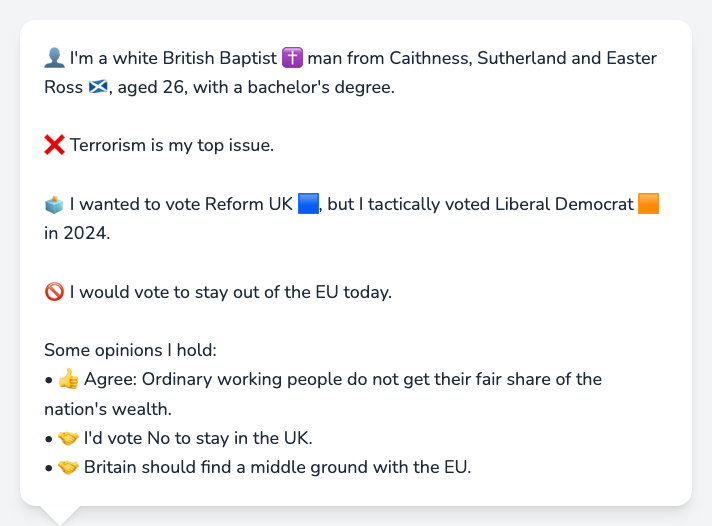 👤 I'm a white British Baptist ✝️ man from Caithness, Sutherland and Easter
Ross 🏴󠁧󠁢󠁳󠁣󠁴󠁿, aged 26, with a bachelor's degree.
❌ Terrorism is my top issue.
🗳️ I wanted to vote Reform UK 🟦, but I tactically voted Liberal Democrat 🟧
in 2024.
🚫 I would vote to stay out of the EU today.
Some opinions I hold:
• 👍 Agree: Ordinary working people do not get their fair share of the
nation's wealth.
• 🤝 I'd vote No to stay in the UK.
• 🤝 Britain should find a middle ground with the EU.